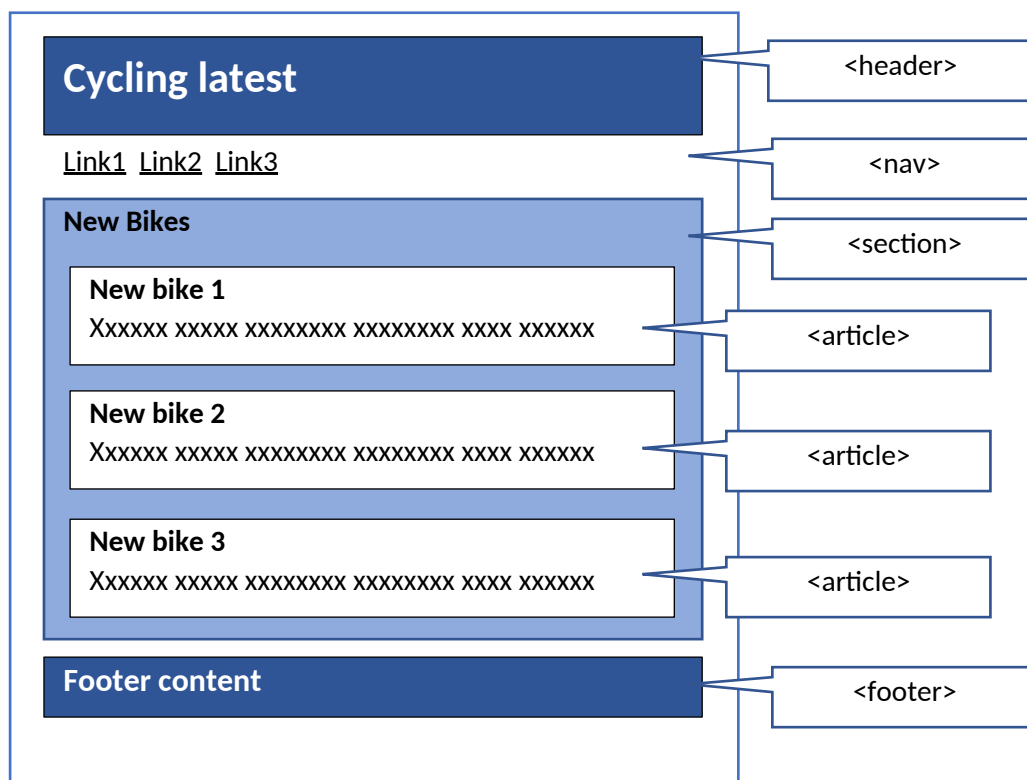 Cycling latest
<header>
Link1 Link2 Link3
<nav>
New Bikes
<section>
New bike 1
Xxxxxx xxxxx xxxxxxxx xxxxxxxx xxxx xxxxxx
<article>
New bike 2
Xxxxxx xxxxx xxxxxxxx xxxxxxxx xxxx xxxxxx
<article>
New bike 3
Xxxxxx xxxxx xxxxxxxx xxxxxxxx xxxx xxxxxx
<article>
Footer content
<footer>